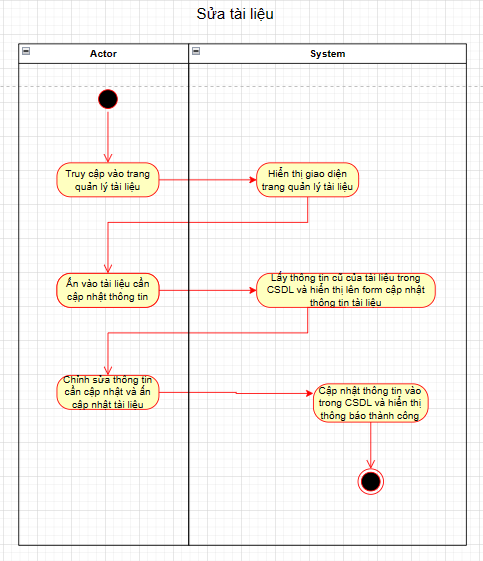 Sửa tài liệu
Actor
System
Truy cập vào trang
quản lý tài liệu
Hiển thị giao diện
trang quản lý tài liệu
Ấn vào tài liệu cần
cập nhật thông tin
Lấy thông tin cũ của tài liệu trong
CSDL và hiển thị lên form cập nhật
thông tin tài liệu
Chỉnh sửa thông tin
cần cập nhật và ấn
cập nhật tài liệu
Cập nhật thông tin vào
trong CSDL và hiển thị
thông báo thành công